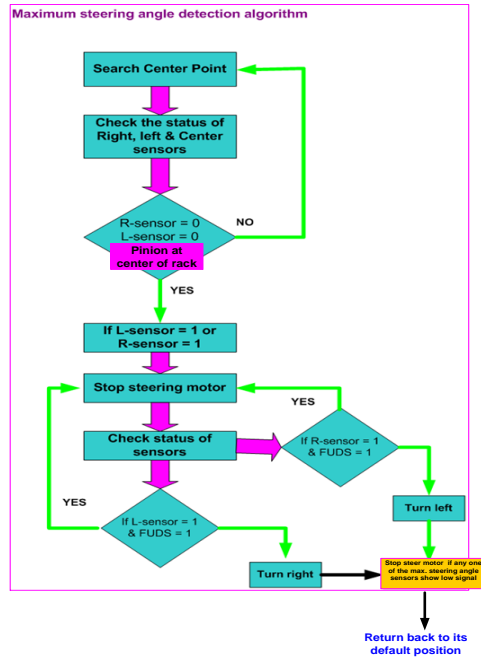 Maximum steering angle detection algorithm
Search Center Point
Check the status of
Right, left & Center
sensors
R-sensor = 0
L-sensor = 0
NO
Pinion at
center of rack
YES
If L-sensor = 1 or
R-sensor = 1
Stop steering motor
YES
Check status of
sensors
If R-sensor = 1
& FUDS = 1
YES
If L-sensor = 1
& FUDS = 1
Turn left
Turn right
Stop steer motor if any one
of the max. steering angle
sensors show low signal
Return back to its
default position